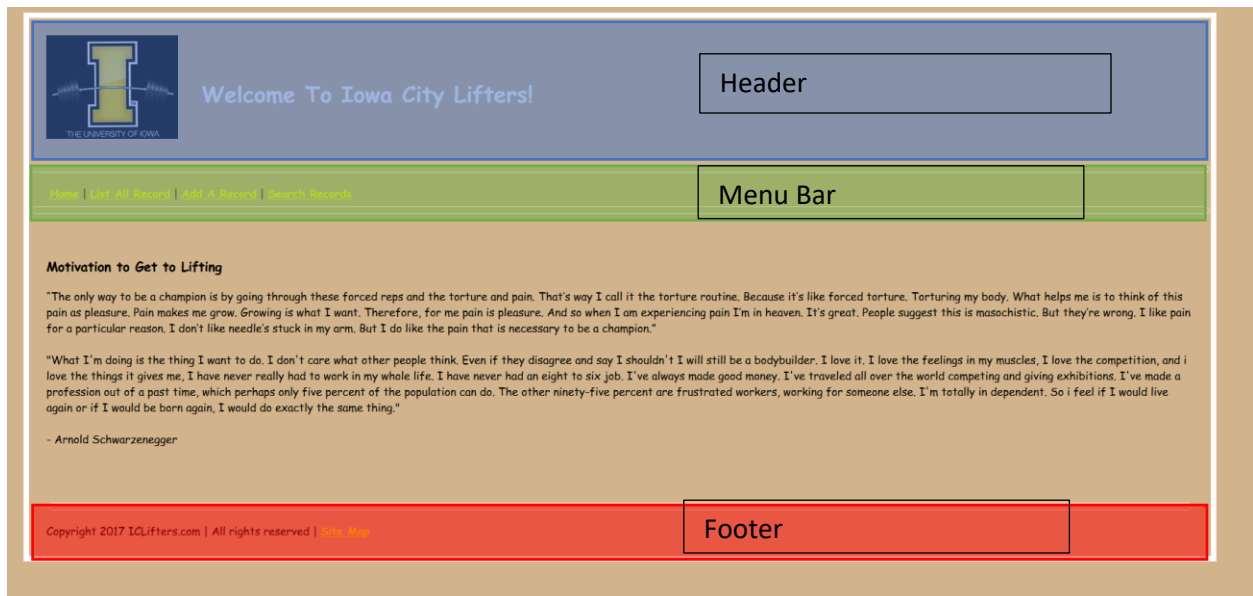 THE UNIVERSITY OF IOWA
Welcome To Iowa City Lifters!
Header
Home | List All Record | Add A Record | Search Records
Menu Bar
Motivation to Get to Lifting
"The only way to be a champion is by going through these forced reps and the torture and pain. That's way I call it the torture routine. Because it's like forced torture. Torturing my body. What helps me is to think of this
pain as pleasure. Pain makes me grow. Growing is what I want. Therefore, for me pain is pleasure. And so when I am experiencing pain I'm in heaven. It's great. People suggest this is masochistic. But they're wrong. I like pain
for a particular reason. I don't like needle's stuck in my arm. But I do like the pain that is necessary to be a champion."
"What I'm doing is the thing I want to do. I don't care what other people think. Even if they disagree and say I shouldn't I will still be a bodybuilder. I love it. I love the feelings in my muscles, I love the competition, and i
love the things it gives me, I have never really had to work in my whole life. I have never had an eight to six job. I've always made good money. I've traveled all over the world competing and giving exhibitions. I've made a
profession out of a past time, which perhaps only five percent of the population can do. The other ninety-five percent are frustrated workers, working for someone else. I'm totally in dependent. So i feel if I would live
again or if I would be born again, I would do exactly the same thing."
- Arnold Schwarzenegger
Copyright 2017 ICLifters.com | All rights reserved | Site Map
Footer